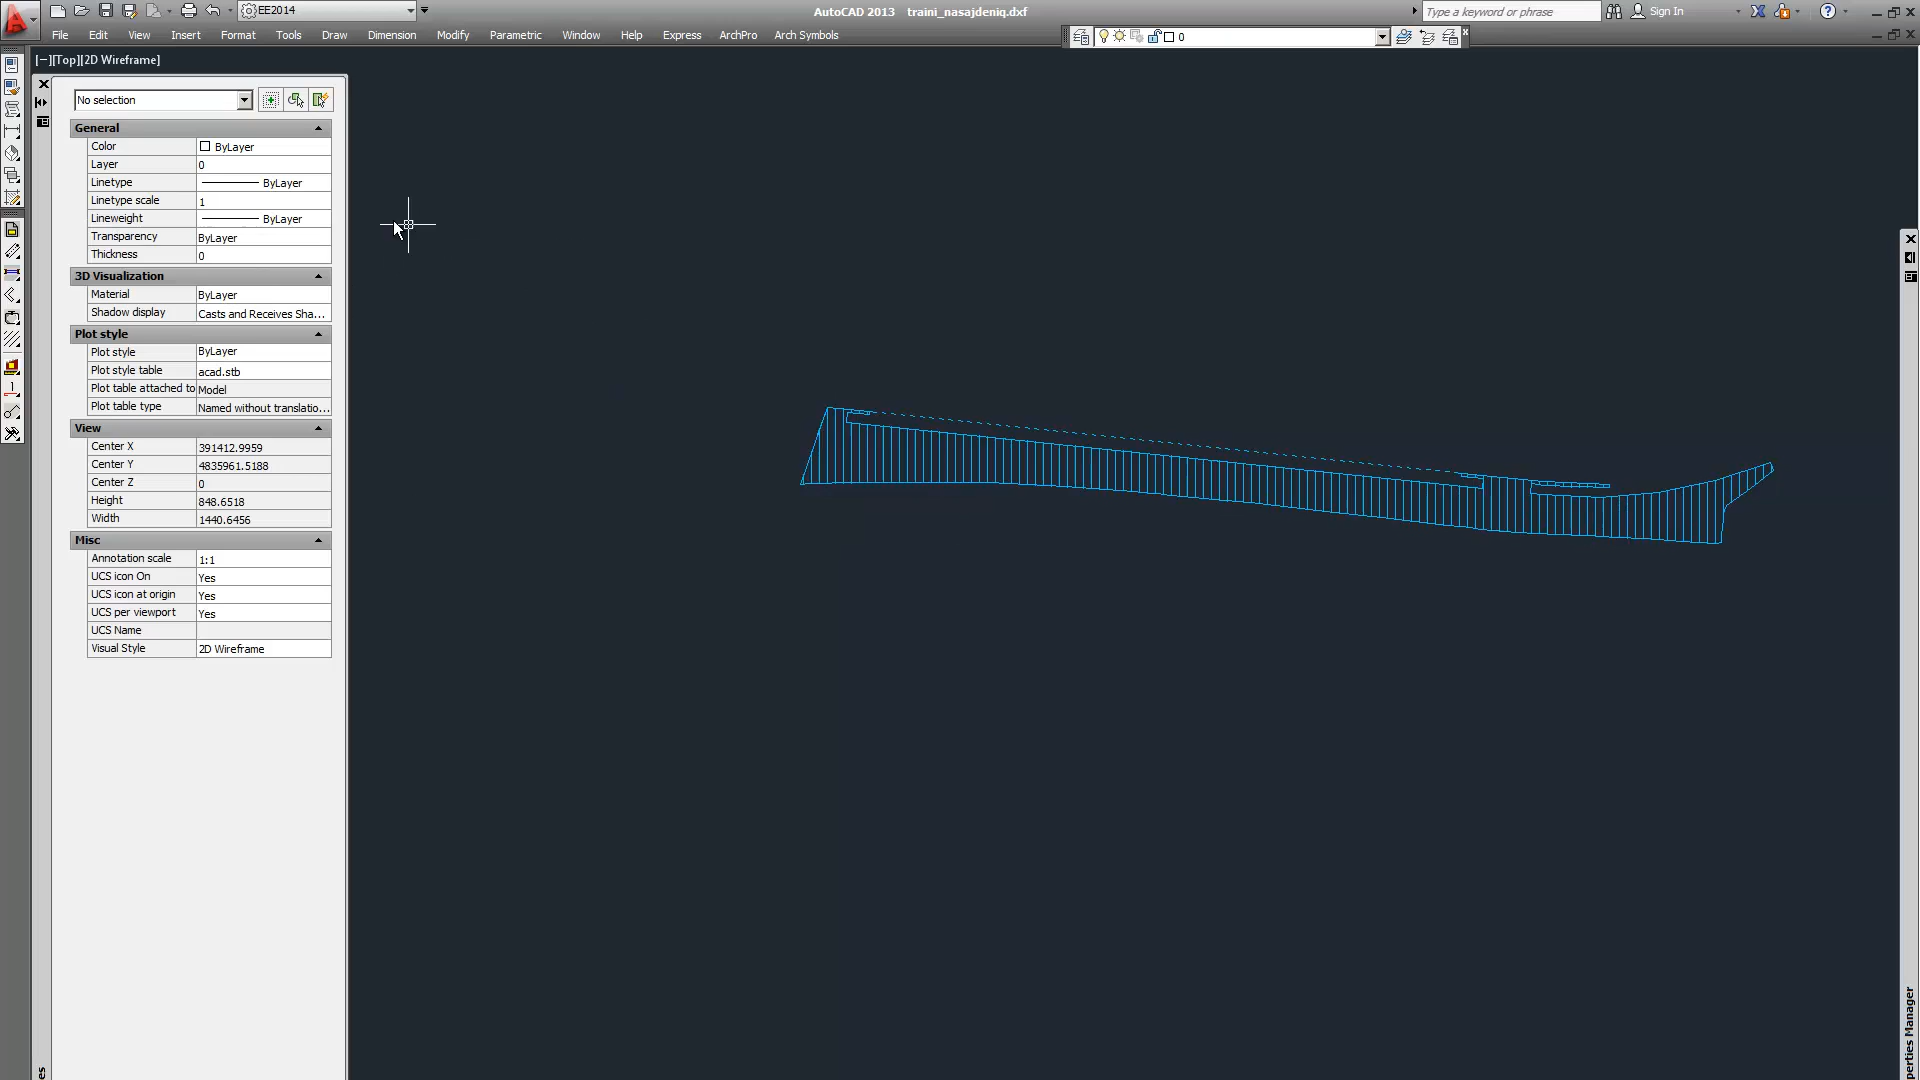 EE2014
AutoCAD 2013 traini_nasajdeniq.dxf
Type a keyword or phrase
Sign In
File Edit View Insert Format Tools Draw Dimension Modify Parametric Window Help Express ArchPro Arch Symbols
0
[−][Top][2D Wireframe]
No selection
General
Color ByLayer
Layer 0
Linetype ByLayer
Linetype scale 1
Lineweight ByLayer
Transparency ByLayer
Thickness 0
3D Visualization
Material ByLayer
Shadow display Casts and Receives Sha...
Plot style
Plot style ByLayer
Plot style table acad.stb
Plot table attached to Model
Plot table type Named without translatio...
View
Center X 391412.9959
Center Y 4835961.5188
Center Z 0
Height 848.6518
Width 1440.6456
Misc
Annotation scale 1:1
UCS icon On Yes
UCS icon at origin Yes
UCS per viewport Yes
UCS Name
Visual Style 2D Wireframe
es
perties Manager